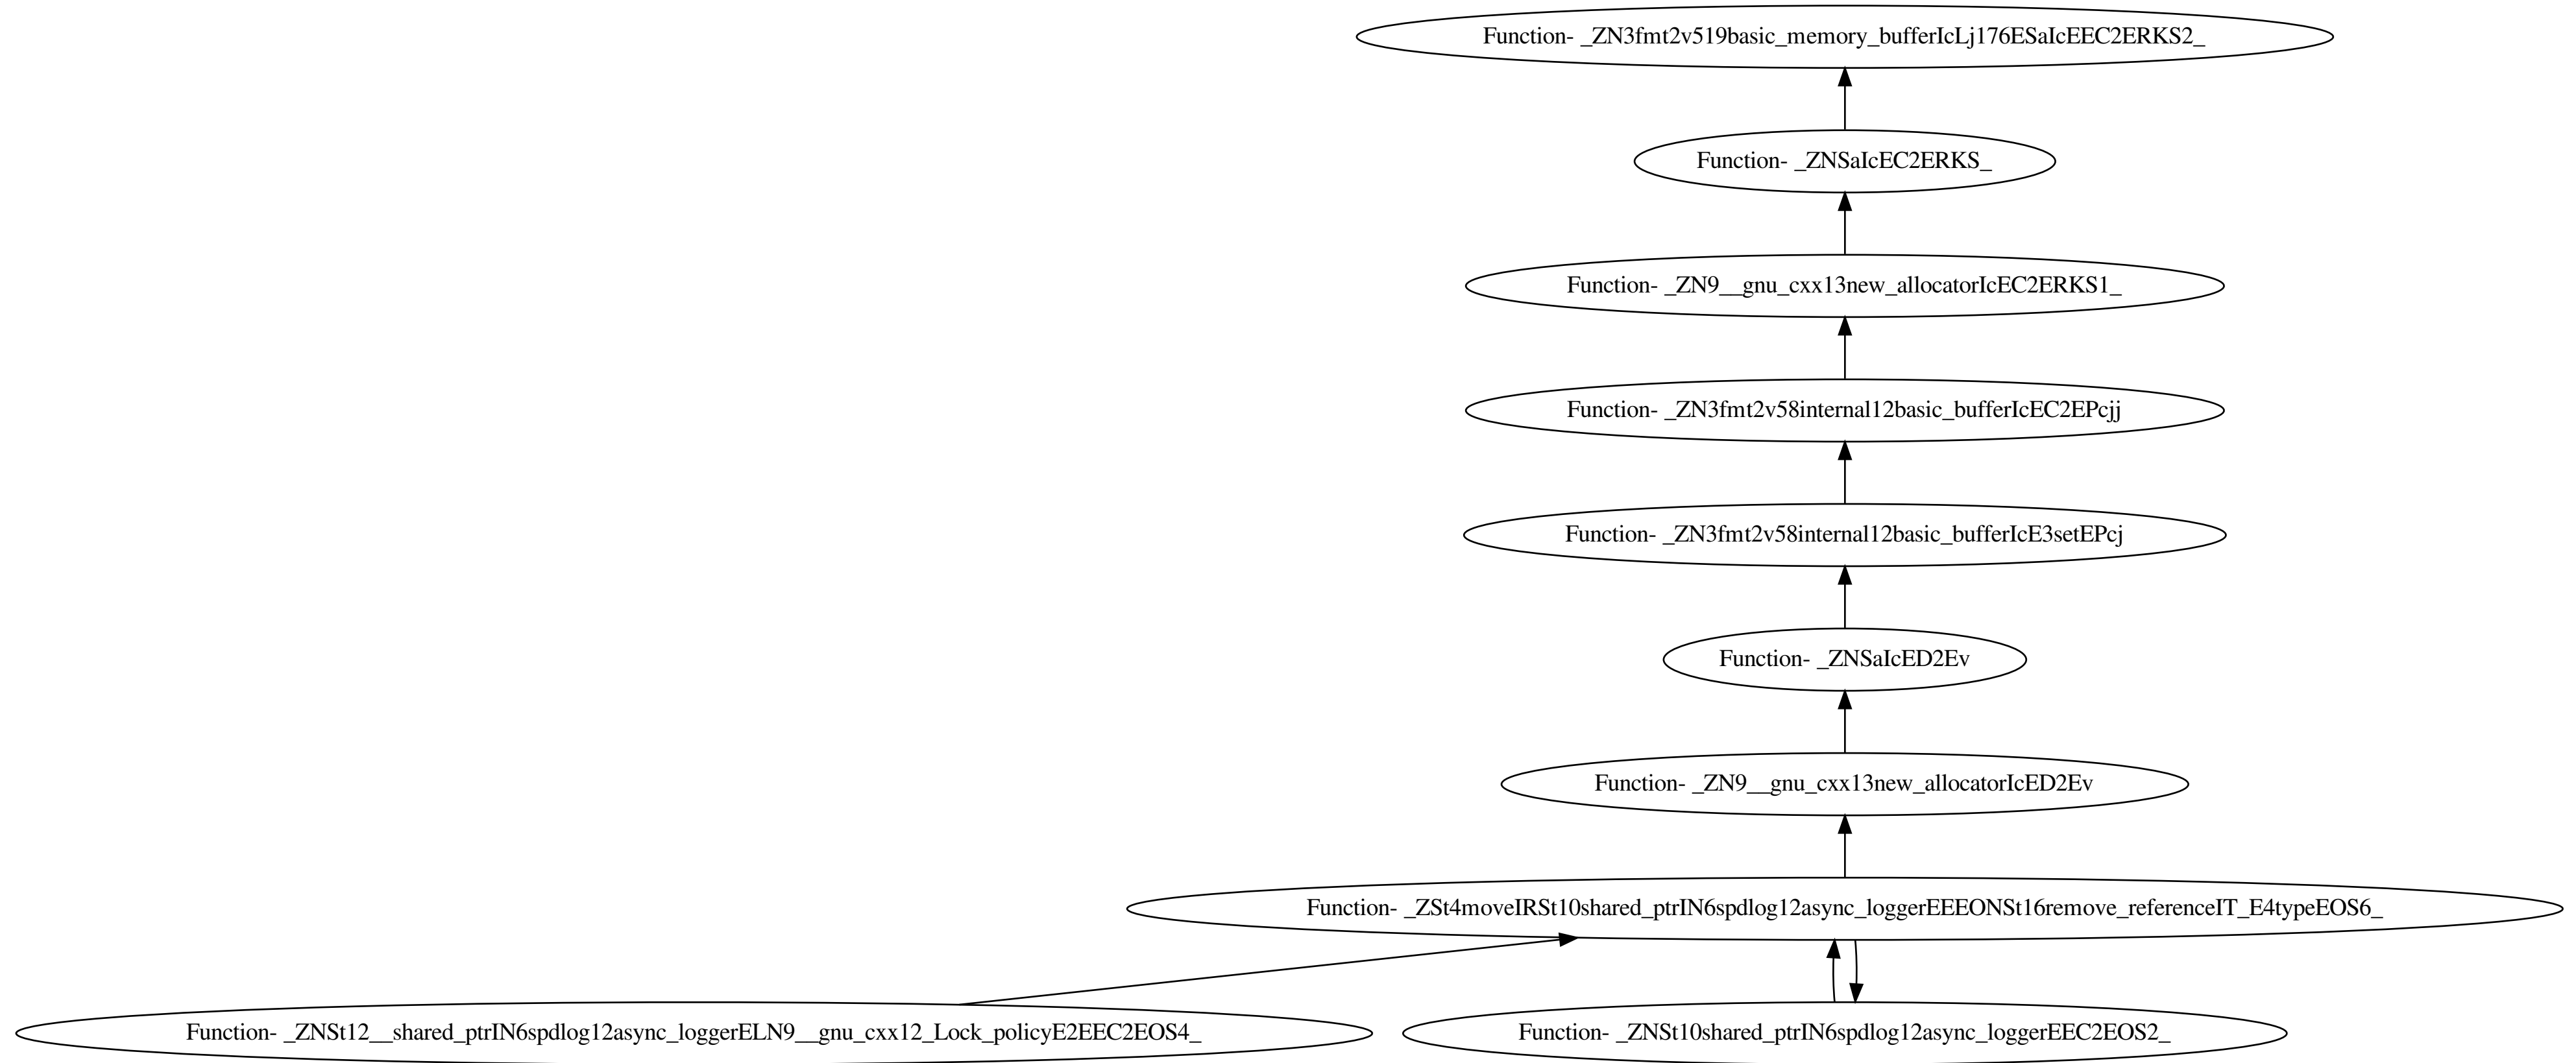 Function- _ZN3fmt2v519basic_memory_bufferIcLj176ESaIcEEC2ERKS2_
Function- _ZNSaIcEC2ERKS_
Function- _ZN9__gnu_cxx13new_allocatorIcEC2ERKS1_
Function- _ZN3fmt2v58internal12basic_bufferIcEC2EPcjj
Function- _ZN3fmt2v58internal12basic_bufferIcE3setEPcj
Function- _ZNSaIcED2Ev
Function- _ZN9__gnu_cxx13new_allocatorIcED2Ev
Function- _ZSt4moveIRSt10shared_ptrIN6spdlog12async_loggerEEEONSt16remove_referenceIT_E4typeEOS6_
Function- _ZNSt12__shared_ptrIN6spdlog12async_loggerELN9__gnu_cxx12_Lock_policyE2EEC2EOS4_
Function- _ZNSt10shared_ptrIN6spdlog12async_loggerEEC2EOS2_